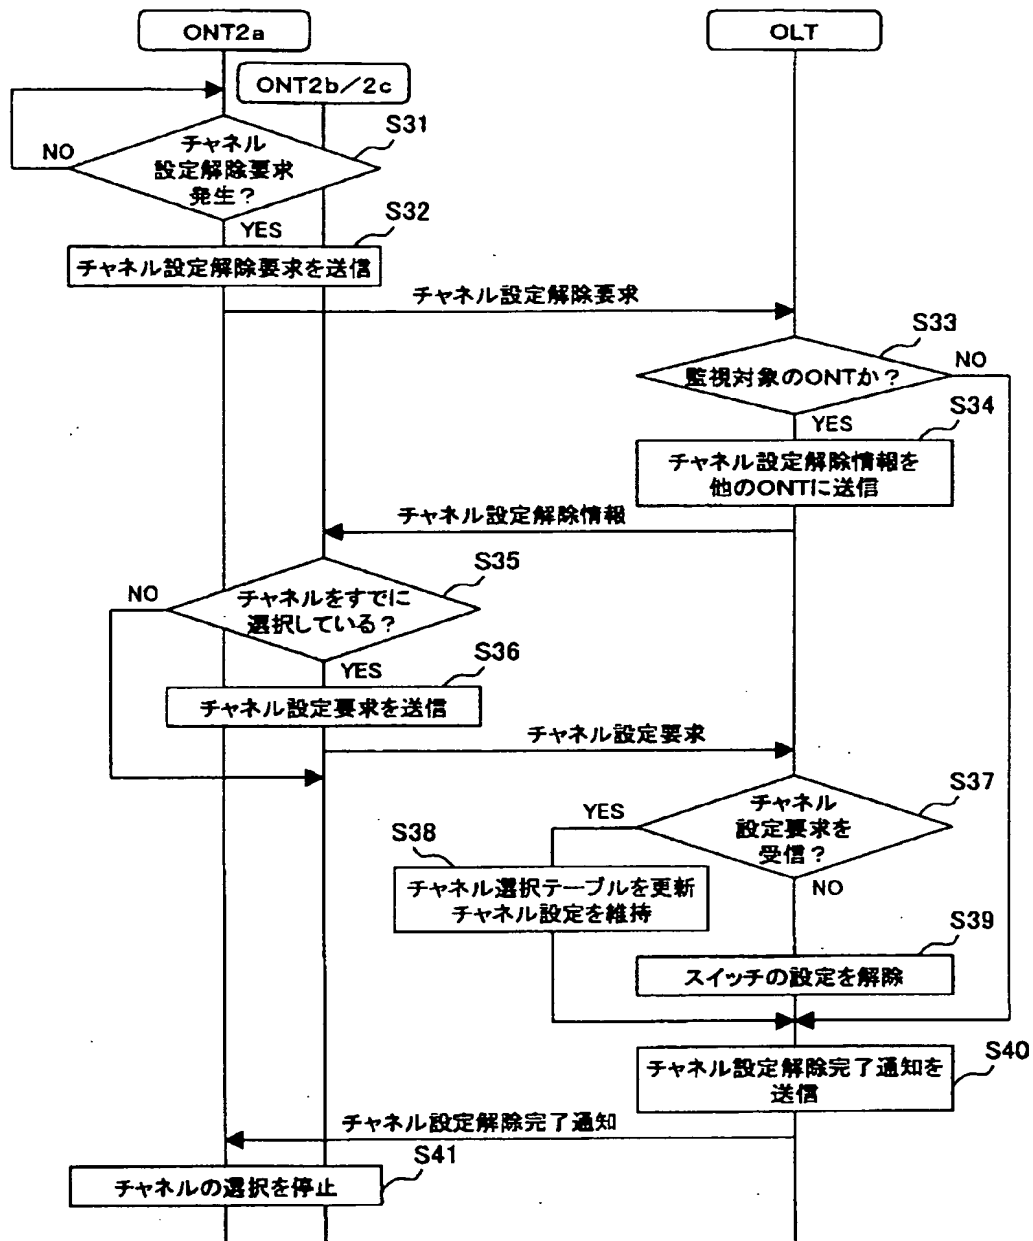 ONT2a
OLT
ONT2b/2c
S31
チャネル
設定解除要求
発生?
NO
YES
S32
チャネル設定解除要求を送信
チャネル設定解除要求
S33
監視対象のONTか?
NO
YES
S34
チャネル設定解除情報を
他のONTに送信
チャネル設定解除情報
S35
チャネルをすでに
選択している?
NO
YES
S36
チャネル設定要求を送信
チャネル設定要求
S37
チャネル
設定要求を
受信?
YES
NO
S38
チャネル選択テーブルを更新
チャネル設定を維持
S39
スイッチの設定を解除
S40
チャネル設定解除完了通知を
送信
チャネル設定解除完了通知
S41
チャネルの選択を停止